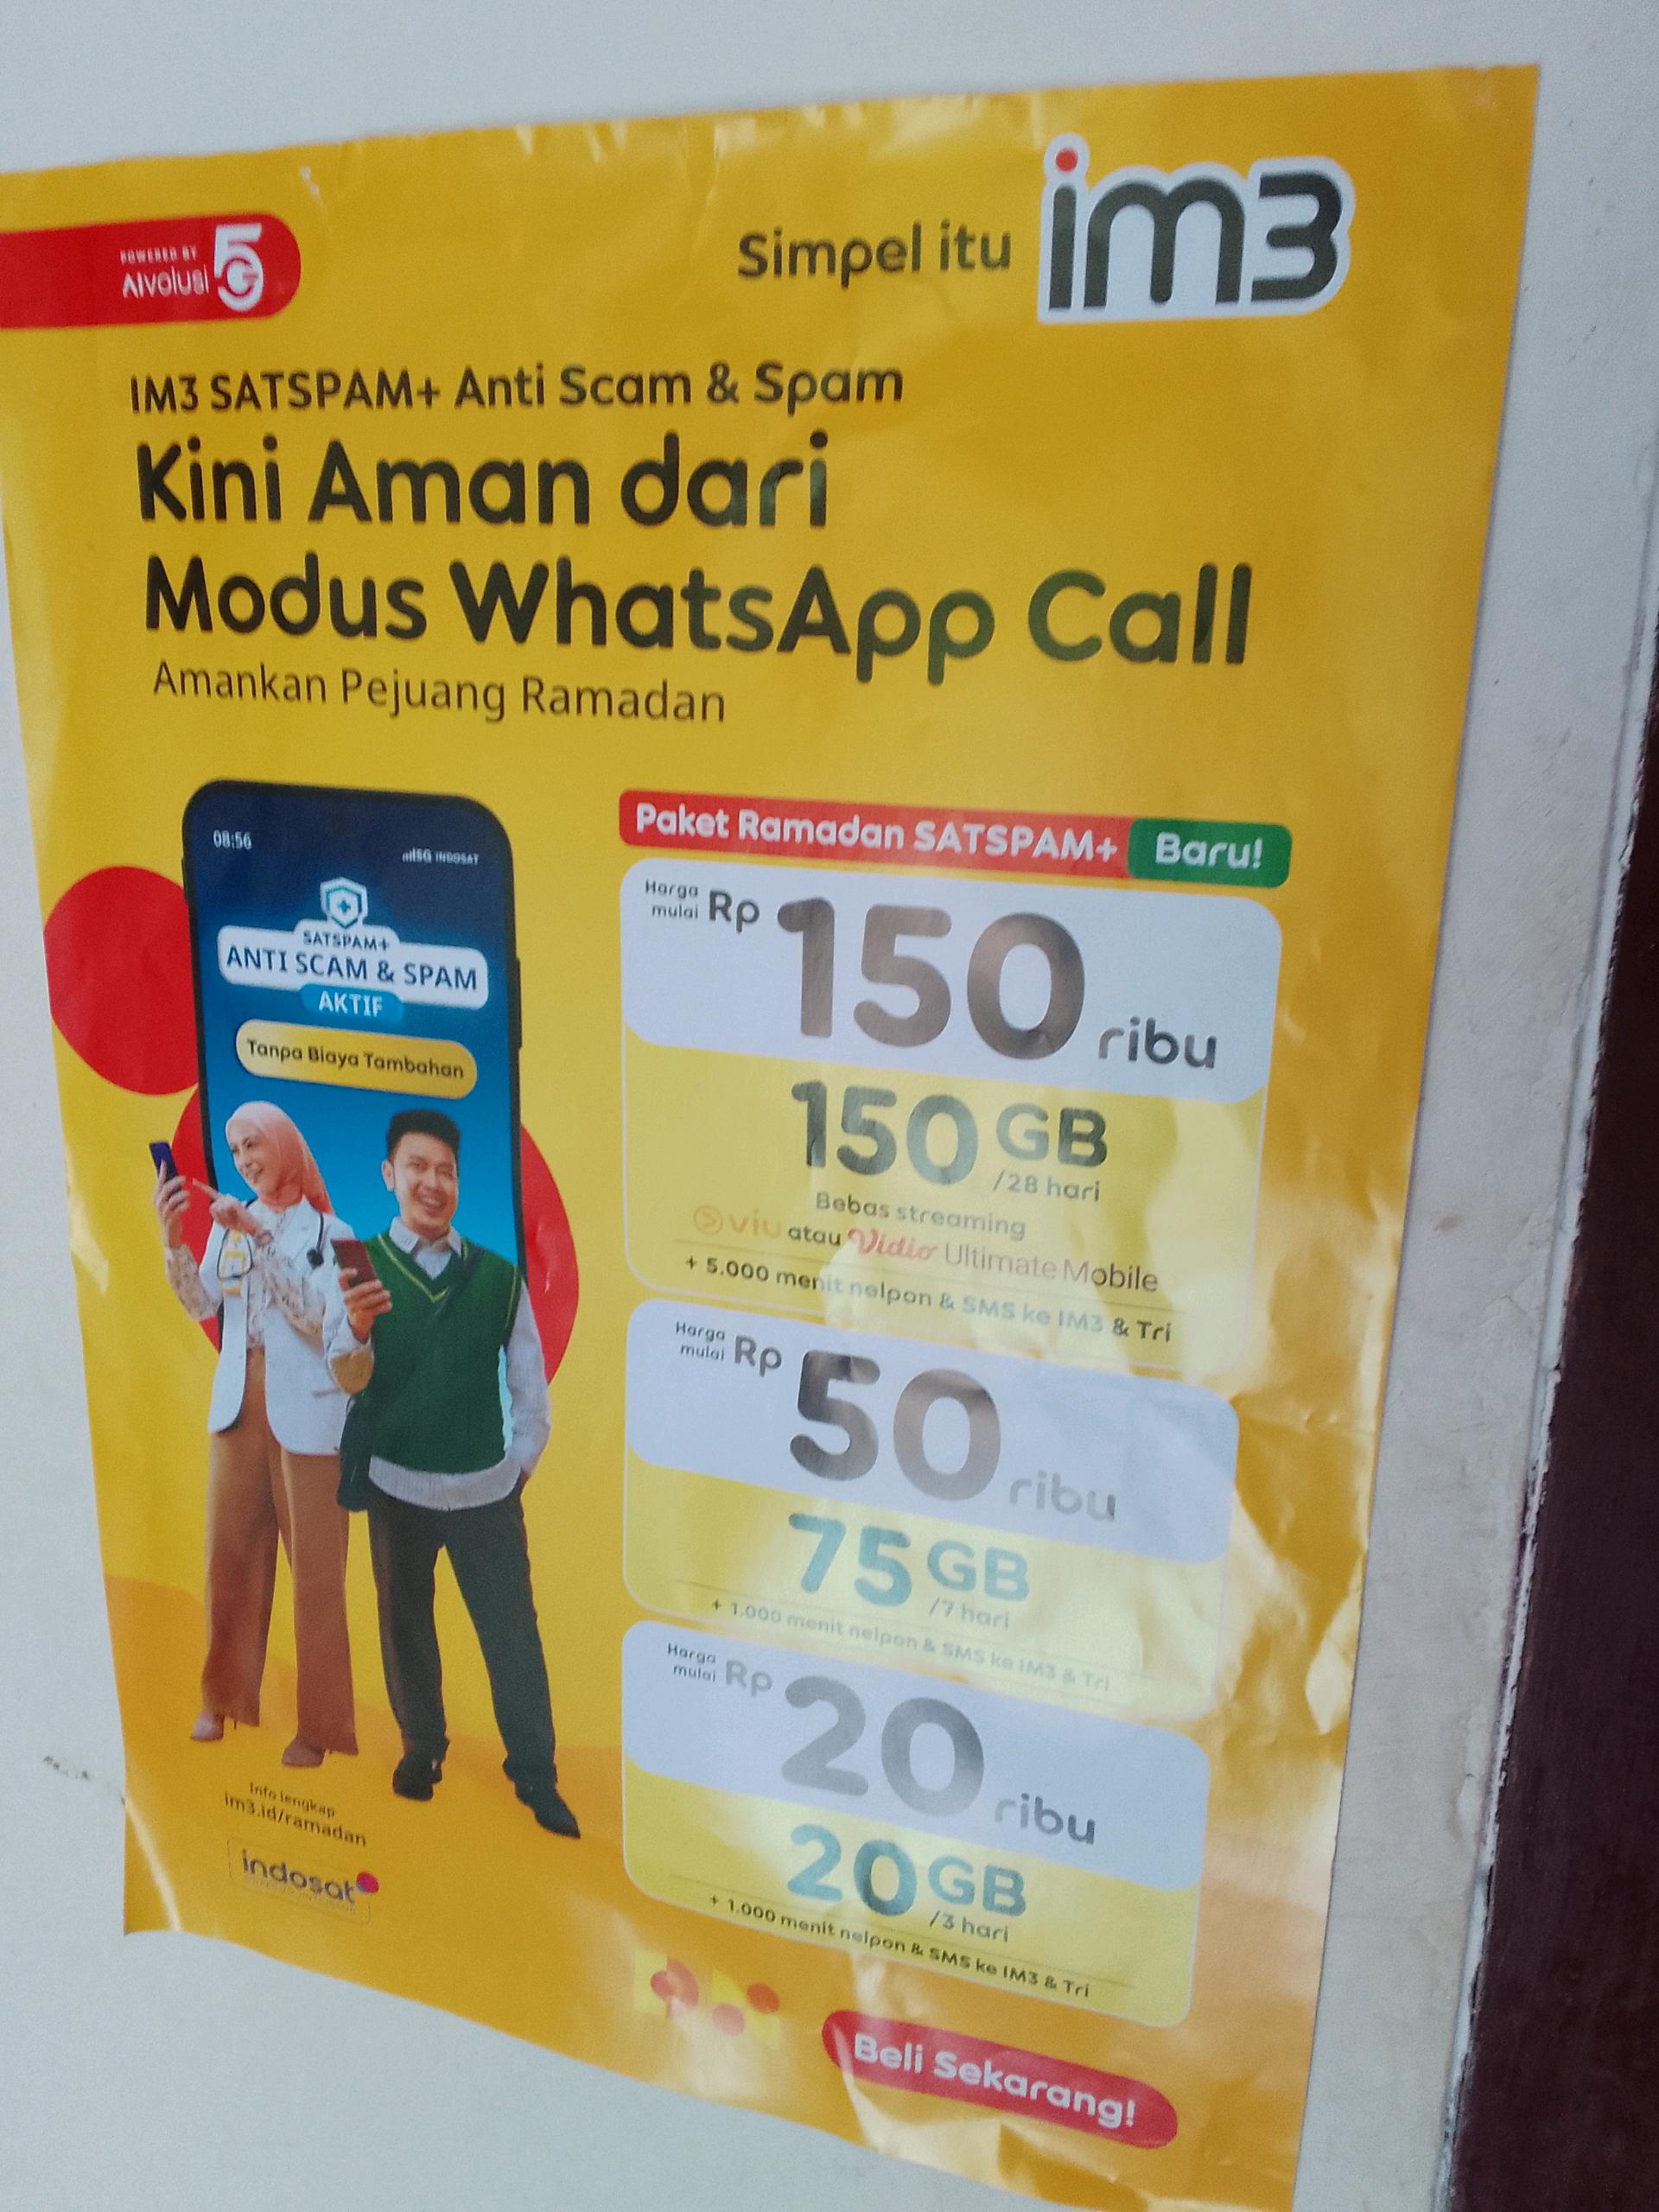 POWERED BY
AIvolusi5G
Simpel itu im3
IM3 SATSPAM+ Anti Scam & Spam
Kini Aman dari
Modus WhatsApp Call
Amankan Pejuang Ramadan
08:56
5G INDOSAT
SATSPAM+
ANTI SCAM & SPAM
AKTIF
Tanpa Biaya Tambahan
Paket Ramadan SATSPAM+ Baru!
Harga mulai Rp 150 ribu
150 GB
/28 hari
Bebas streaming
viu atau Vidio Ultimate Mobile
+ 5.000 menit nelpon & SMS ke IM3 & Tri
Harga mulai Rp 50 ribu
75 GB
/7 hari
+ 1.000 menit nelpon & SMS ke IM3 & Tri
Harga mulai Rp 20 ribu
20 GB
/3 hari
+ 1.000 menit nelpon & SMS ke IM3 & Tri
Info lengkap
im3.id/ramadan
indosat
Beli Sekarang!